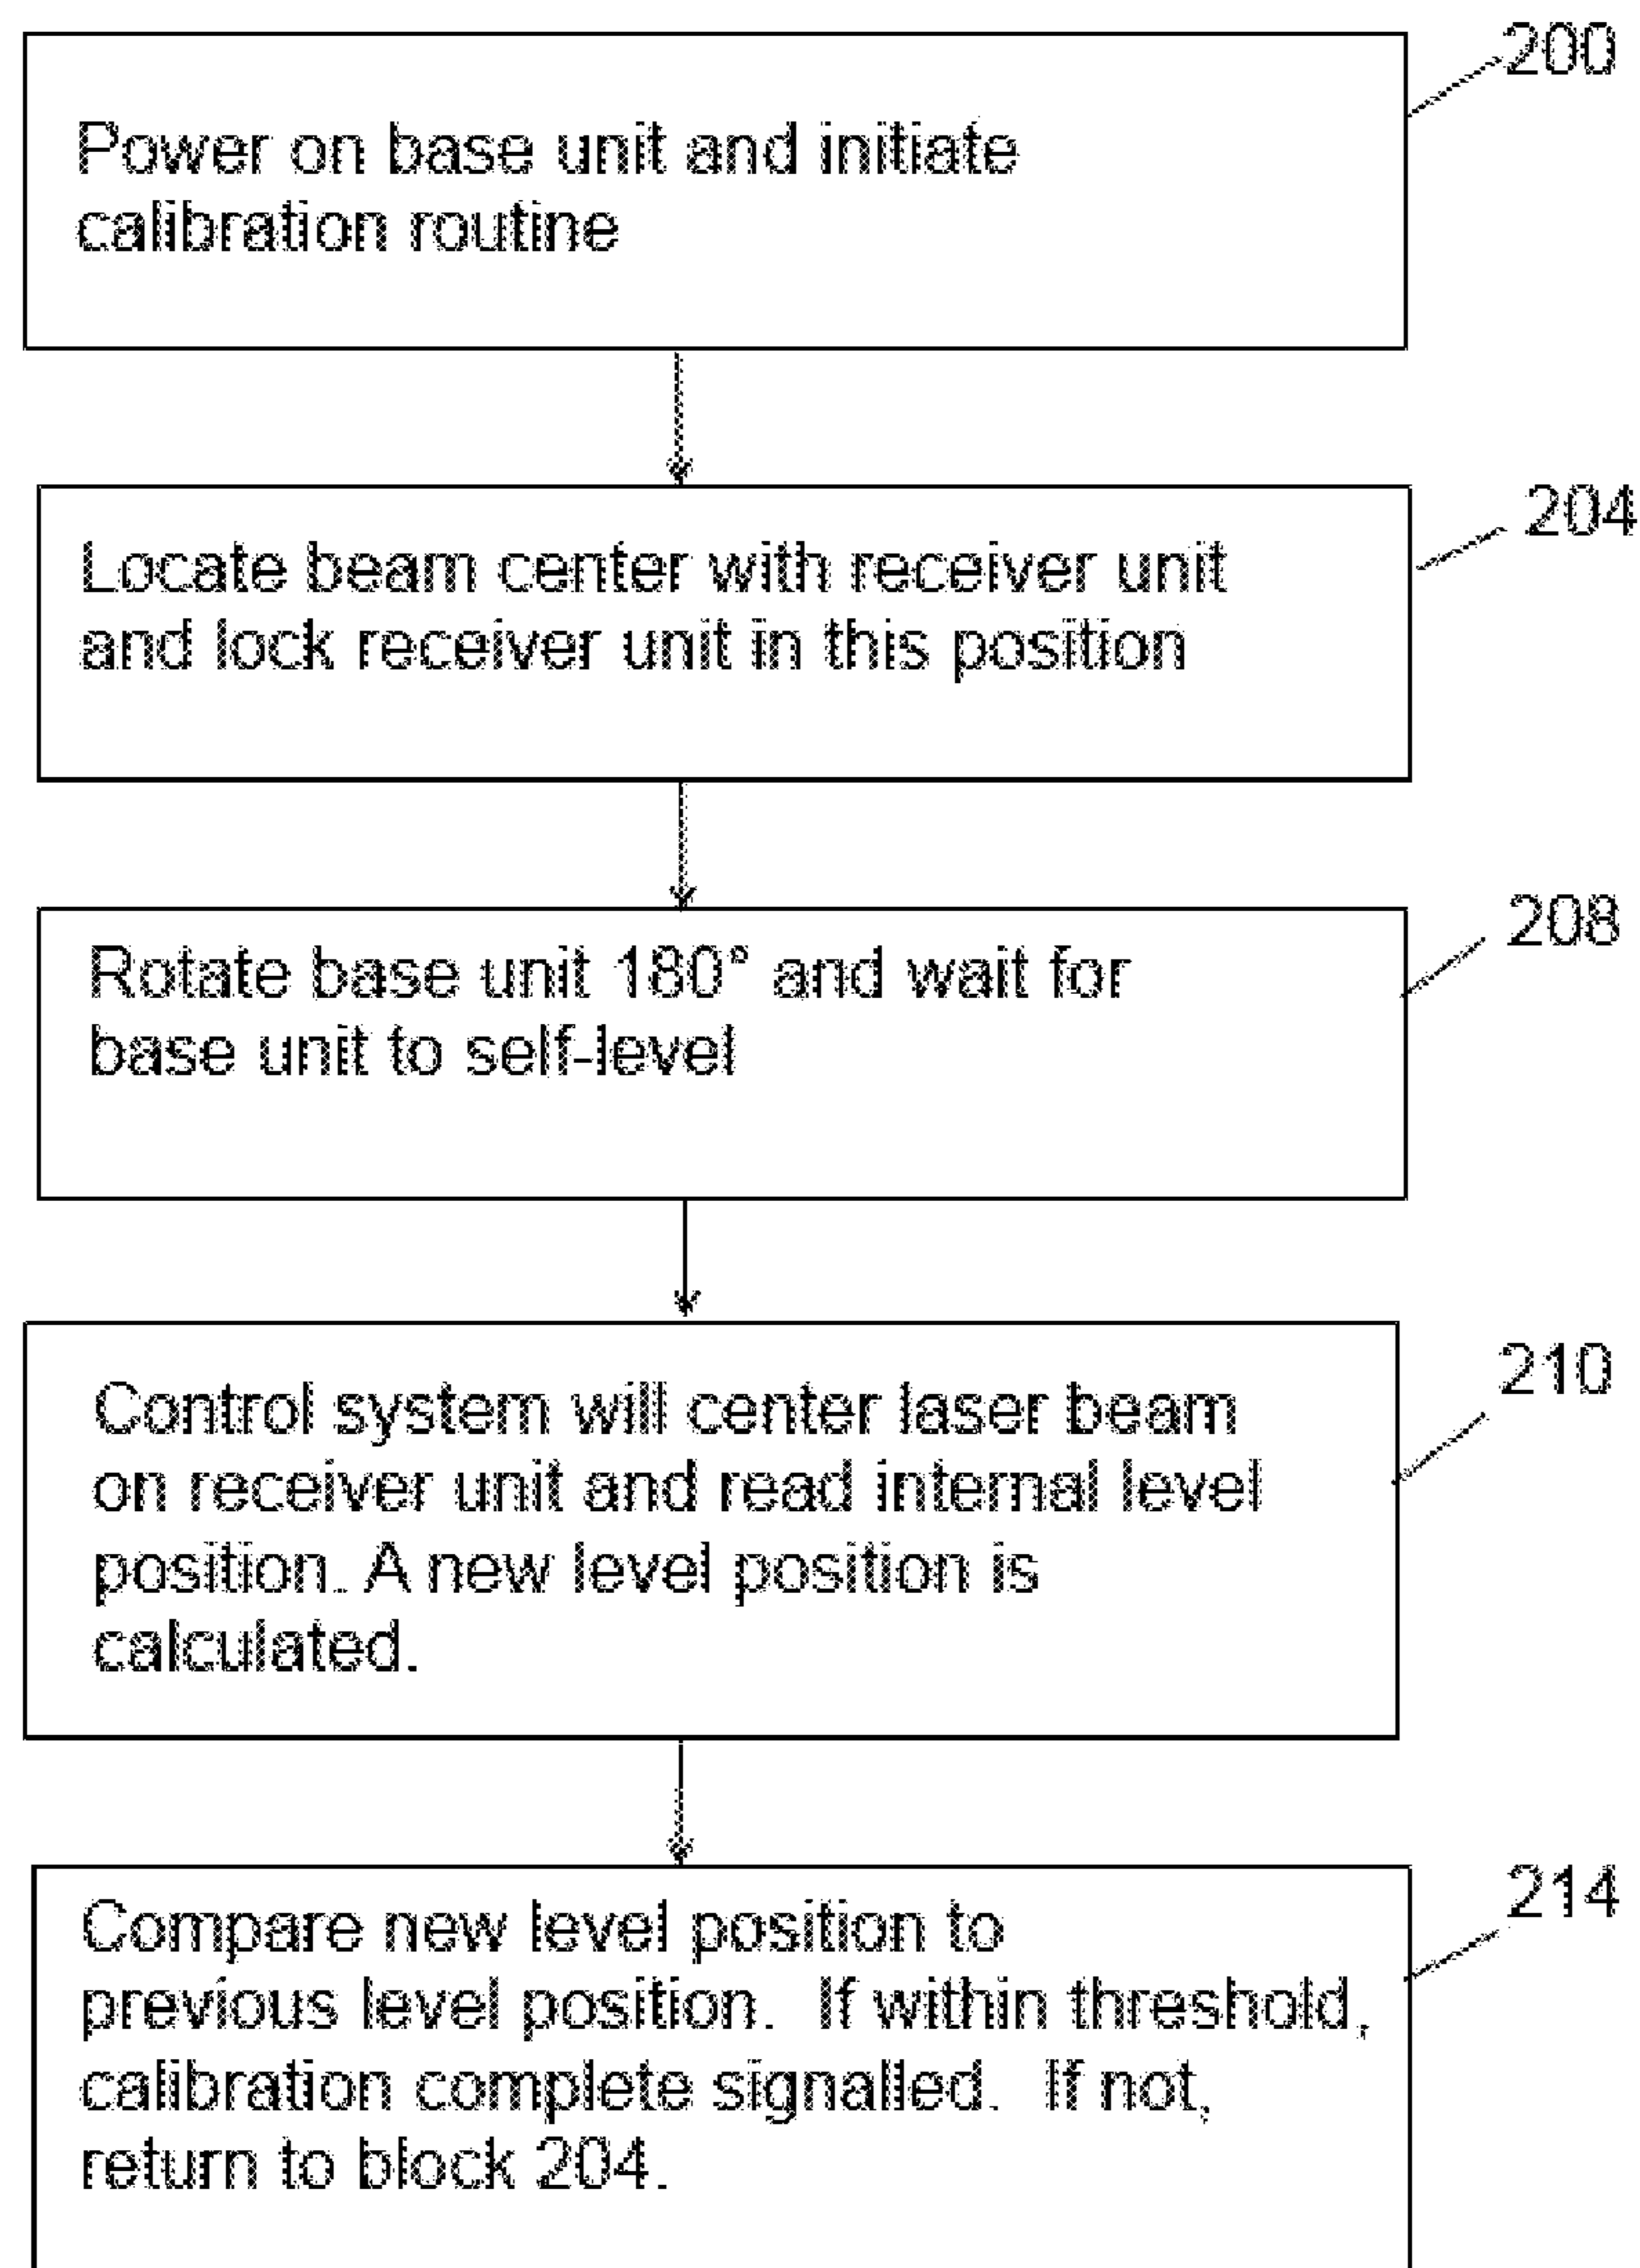 200
Power on base unit and initiate
calibration routine
204
Locate beam center with receiver unit
and lock receiver unit in this position
208
Rotate base unit 180° and wait for
base unit to self-level
210
Control system will center laser beam
on receiver unit and read internal level
position. A new level position is
calculated.
214
Compare new level position to
previous level position. If within threshold,
calibration complete signalled. If not,
return to block 204.